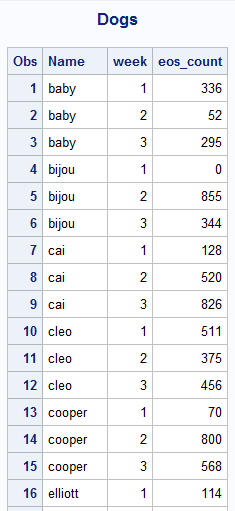 Dogs
Obs Name week eos_count
1 baby 1 336
2 baby 2 52
3 baby 3 295
4 bijou 1 0
5 bijou 2 855
6 bijou 3 344
7 cai 1 128
8 cai 2 520
9 cai 3 826
10 cleo 1 511
11 cleo 2 375
12 cleo 3 456
13 cooper 1 70
14 cooper 2 800
15 cooper 3 568
16 elliott 1 114